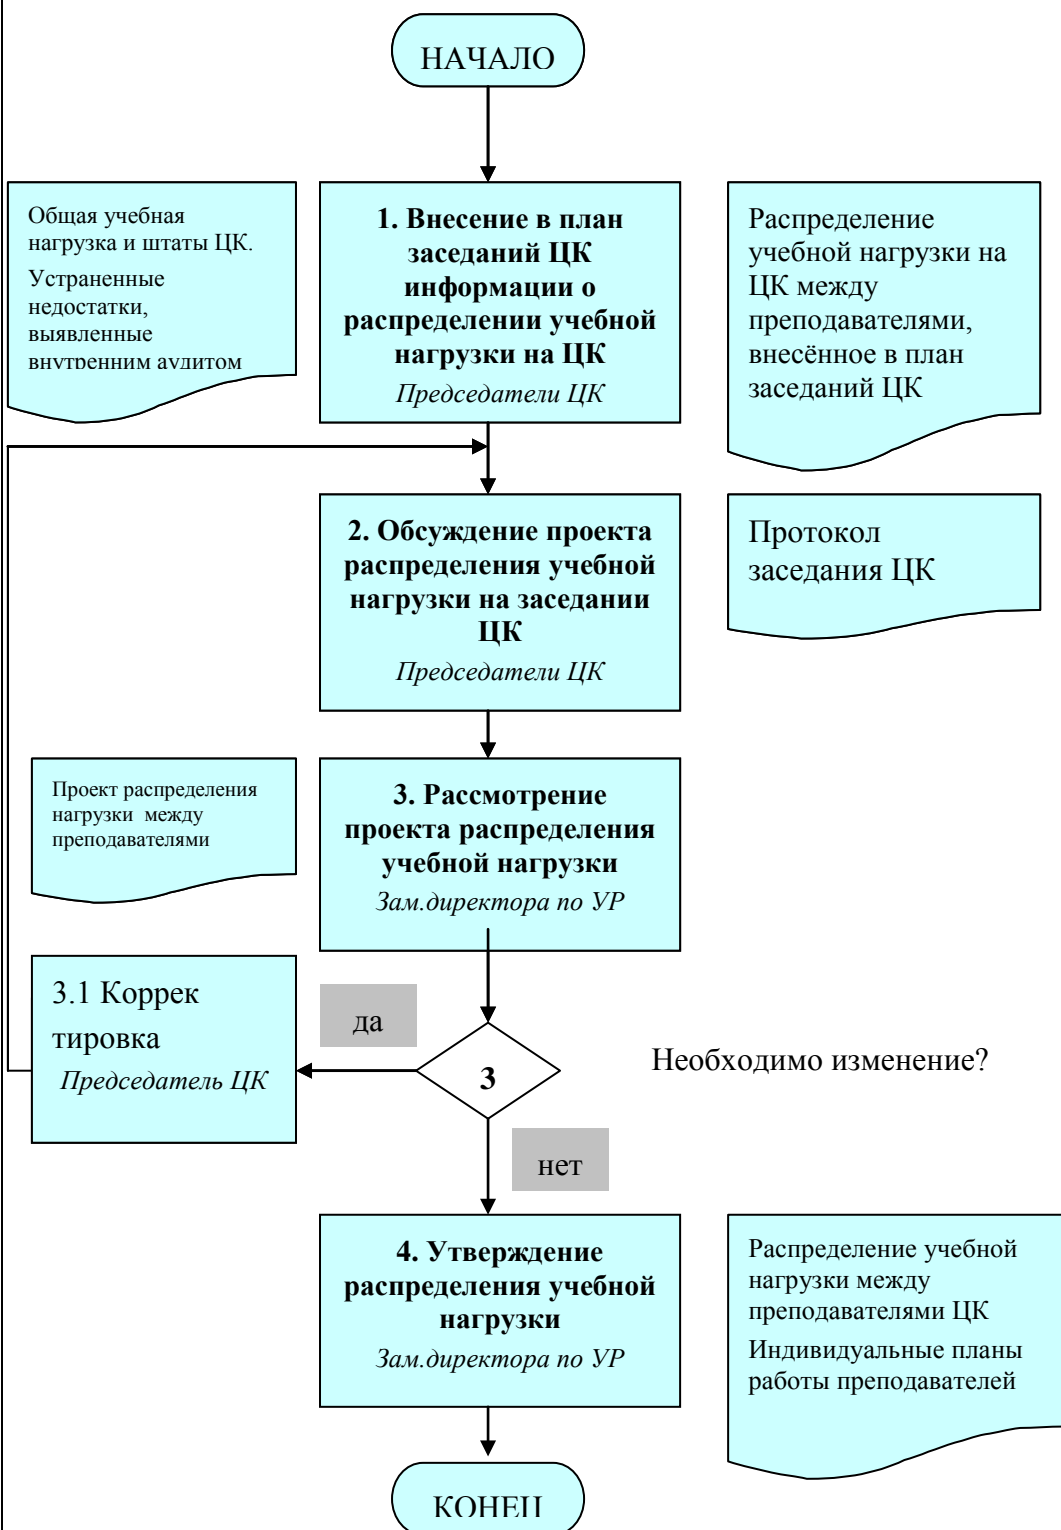 НАЧАЛО
Общая учебная
нагрузка и штаты ЦК.
Устраненные
недостатки,
выявленные
внутренним аудитом
1. Внесение в план
заседаний ЦК
информации о
распределении учебной
нагрузки на ЦК
Председатели ЦК
Распределение
учебной нагрузки на
ЦК между
преподавателями,
внесённое в план
заседаний ЦК
2. Обсуждение проекта
распределения учебной
нагрузки на заседании
ЦК
Председатели ЦК
Протокол
заседания ЦК
Проект распределения
нагрузки между
преподавателями
3. Рассмотрение
проекта распределения
учебной нагрузки
Зам.директора по УР
3.1 Коррек
тировка
Председатель ЦК
да
3
Необходимо изменение?
нет
4. Утверждение
распределения учебной
нагрузки
Зам.директора по УР
Распределение учебной
нагрузки между
преподавателями ЦК
Индивидуальные планы
работы преподавателей
КОНЕЦ